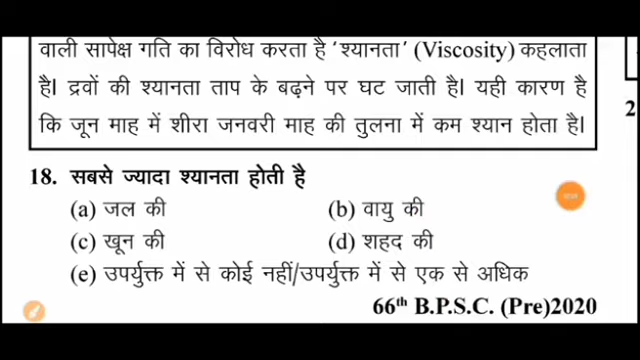 वाली सापेक्ष गति का विरोध करता है ‘श्यानता’ (Viscosity) कहलाता
है। द्रवों की श्यानता ताप के बढ़ने पर घट जाती है। यही कारण है
कि जून माह में शीरा जनवरी माह की तुलना में कम श्यान होता है।
2
18. सबसे ज्यादा श्यानता होती है
(a) जल की (b) वायु की
(c) खून की (d) शहद की
(e) उपर्युक्त में से कोई नहीं/उपर्युक्त में से एक से अधिक
66th B.P.S.C. (Pre)2020